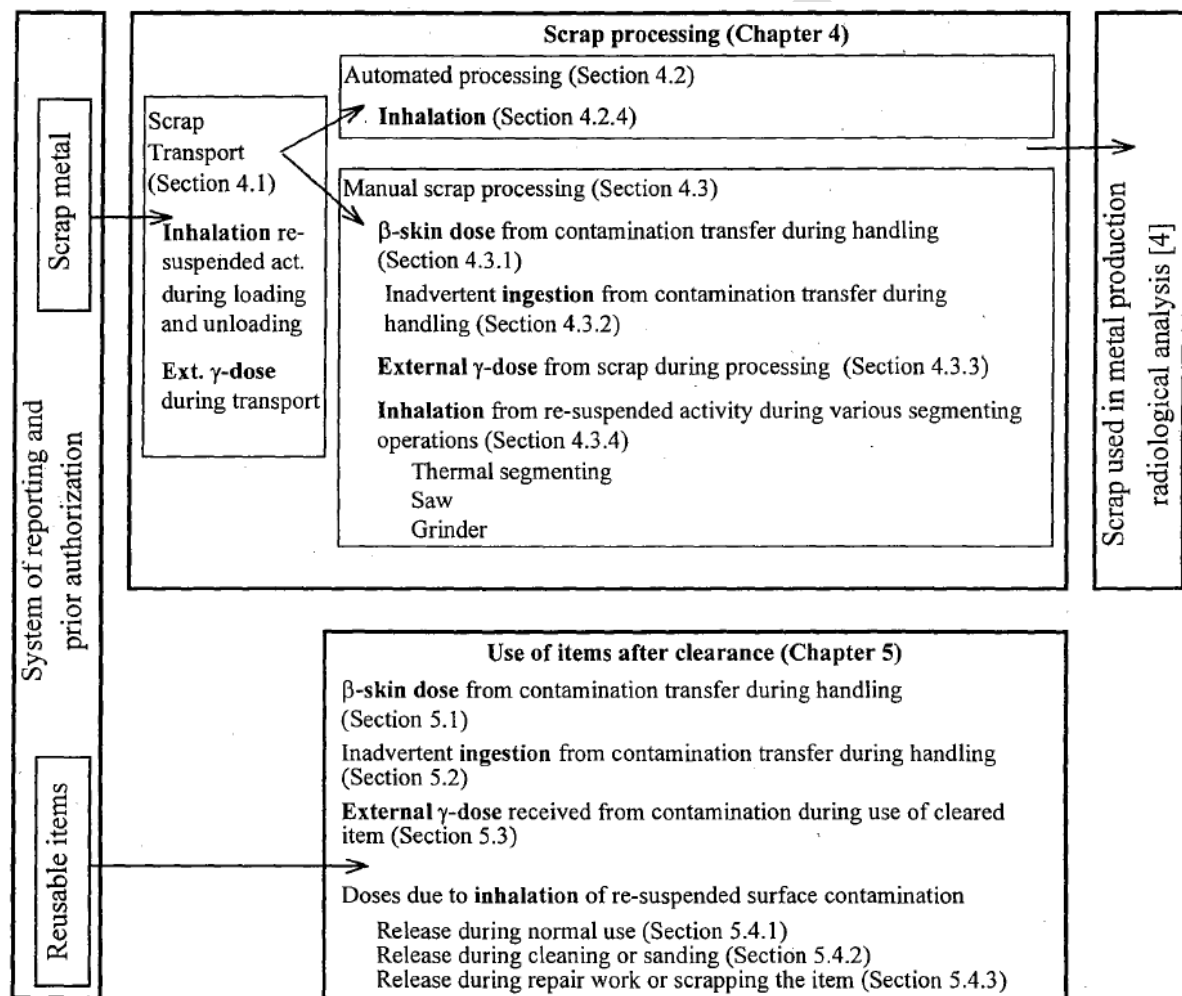 System of reporting and
prior authorization
Scrap metal
Reusable items
Scrap processing (Chapter 4)
Scrap
Transport
(Section 4.1)
Inhalation re-
suspended act.
during loading
and unloading
Ext. γ-dose
during transport
Automated processing (Section 4.2)
Inhalation (Section 4.2.4)
Manual scrap processing (Section 4.3)
β-skin dose from contamination transfer during handling
(Section 4.3.1)
Inadvertent ingestion from contamination transfer during
handling (Section 4.3.2)
External γ-dose from scrap during processing (Section 4.3.3)
Inhalation from re-suspended activity during various segmenting
operations (Section 4.3.4)
Thermal segmenting
Saw
Grinder
Scrap used in metal production
radiological analysis [4]
Use of items after clearance (Chapter 5)
β-skin dose from contamination transfer during handling
(Section 5.1)
Inadvertent ingestion from contamination transfer during handling
(Section 5.2)
External γ-dose received from contamination during use of cleared
item (Section 5.3)
Doses due to inhalation of re-suspended surface contamination
Release during normal use (Section 5.4.1)
Release during cleaning or sanding (Section 5.4.2)
Release during repair work or scrapping the item (Section 5.4.3)